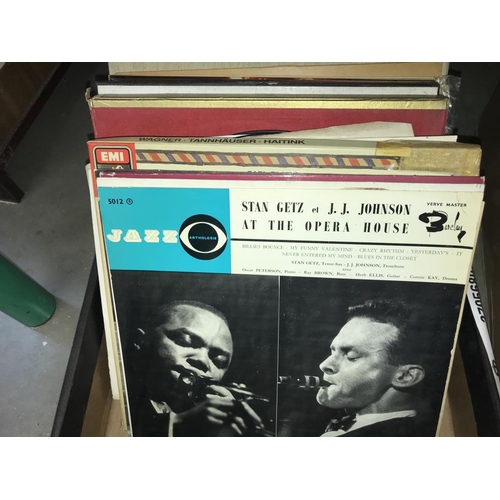 WAGNER · TANNHÄUSER · HAITINK
EMI
5012
STAN GETZ et J. J. JOHNSON
AT THE OPERA HOUSE
VERVE MASTER
Barclay
JAZZ
ANTHOLOGIE
BILLIES BOUNCE - MY FUNNY VALENTINE - CRAZY RHYTHM - YESTERDAY'S - IT
NEVER ENTERED MY MIND - BLUES IN THE CLOSET
STAN GETZ, Tenor-Sax - J. J. JOHNSON, Trombone
avec
Oscar PETERSON, Piano - Ray BROWN, Bass - Herb ELLIS, Guitar - Connie KAY, Drums